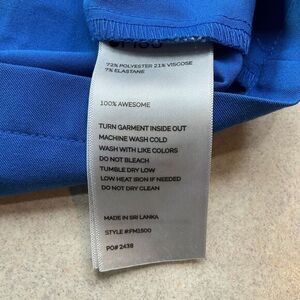 72% POLYESTER 21% VISCOSE
7% ELASTANE
100% AWESOME
TURN GARMENT INSIDE OUT
MACHINE WASH COLD
WASH WITH LIKE COLORS
DO NOT BLEACH
TUMBLE DRY LOW
LOW HEAT IRON IF NEEDED
DO NOT DRY CLEAN
MADE IN SRI LANKA
STYLE #:FM1500
PO# 2438